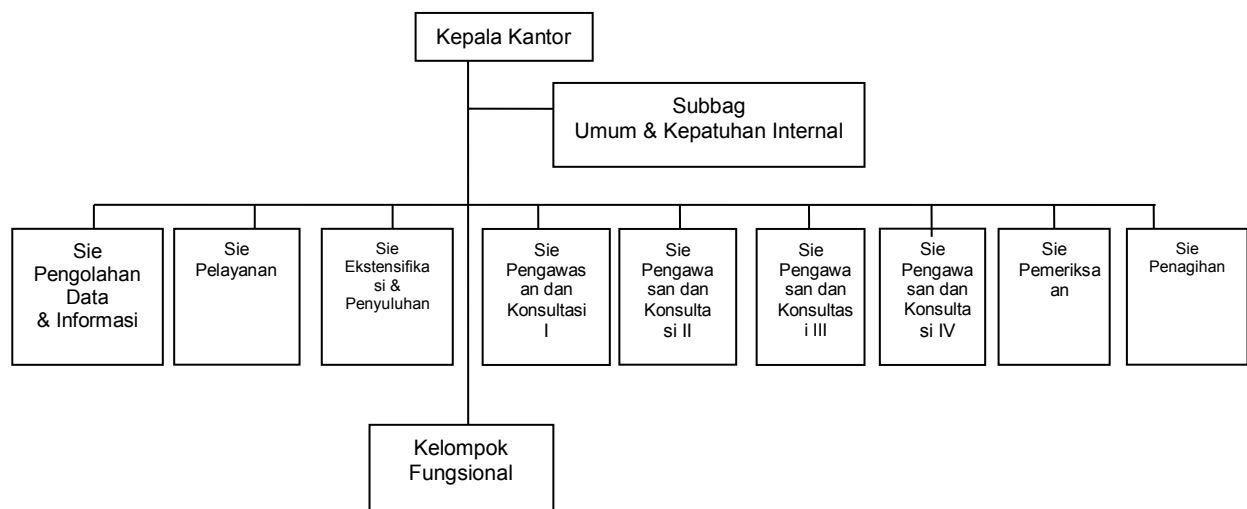 Kepala Kantor
Subbag
Umum & Kepatuhan Internal
Sie
Pengolahan
Data
& Informasi
Sie
Pelayanan
Sie
Ekstensifika
si &
Penyuluhan
Sie
Pengawas
an dan
Konsultasi
I
Sie
Pengawa
san dan
Konsulta
si II
Sie
Pengawa
san dan
Konsultas
i III
Sie
Pengawa
san dan
Konsulta
si IV
Sie
Pemeriksa
an
Sie
Penagihan
Kelompok
Fungsional